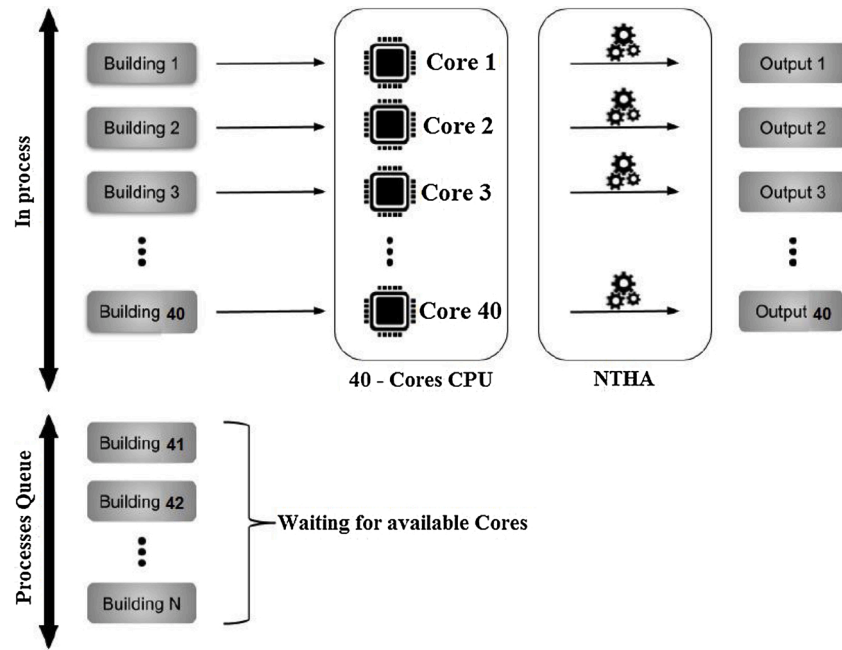 In process
Building 1
Core 1
Output 1
Building 2
Core 2
Output 2
Building 3
Core 3
Output 3
Building 40
Core 40
Output 40
40 - Cores CPU
NTHA
Processes Queue
Building 41
Building 42
Waiting for available Cores
Building N